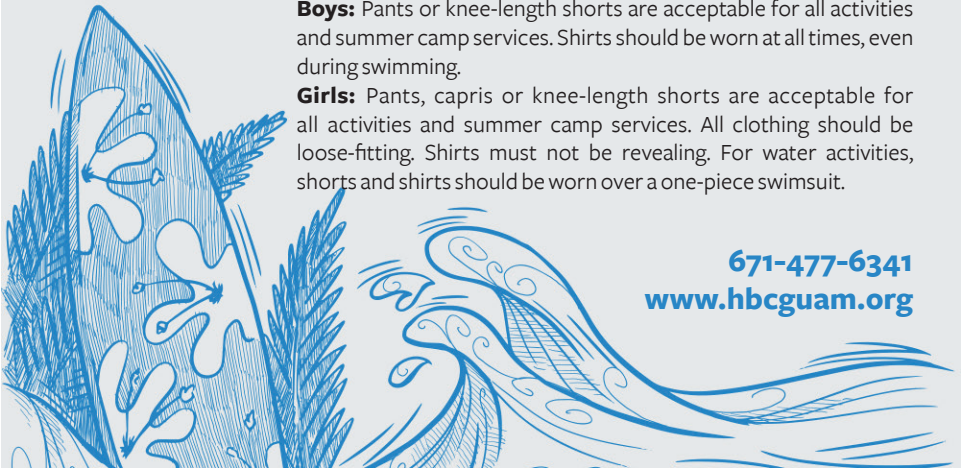 Boys: Pants or knee-length shorts are acceptable for all activities
and summer camp services. Shirts should be worn at all times, even
during swimming.
Girls: Pants, capris or knee-length shorts are acceptable for
all activities and summer camp services. All clothing should be
loose-fitting. Shirts must not be revealing. For water activities,
shorts and shirts should be worn over a one-piece swimsuit.
671-477-6341
www.hbcguam.org